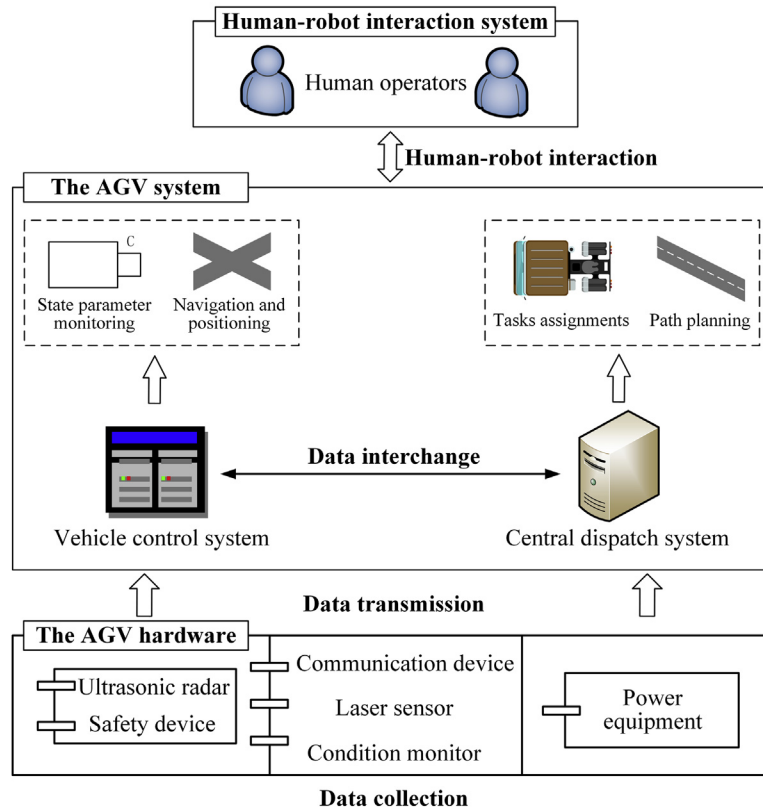 Human-robot interaction system
Human operators
Human-robot interaction
The AGV system
C
State parameter
monitoring
Navigation and
positioning
Tasks assignments
Path planning
Data interchange
Vehicle control system
Central dispatch system
Data transmission
The AGV hardware
Ultrasonic radar
Safety device
Communication device
Laser sensor
Condition monitor
Power
equipment
Data collection